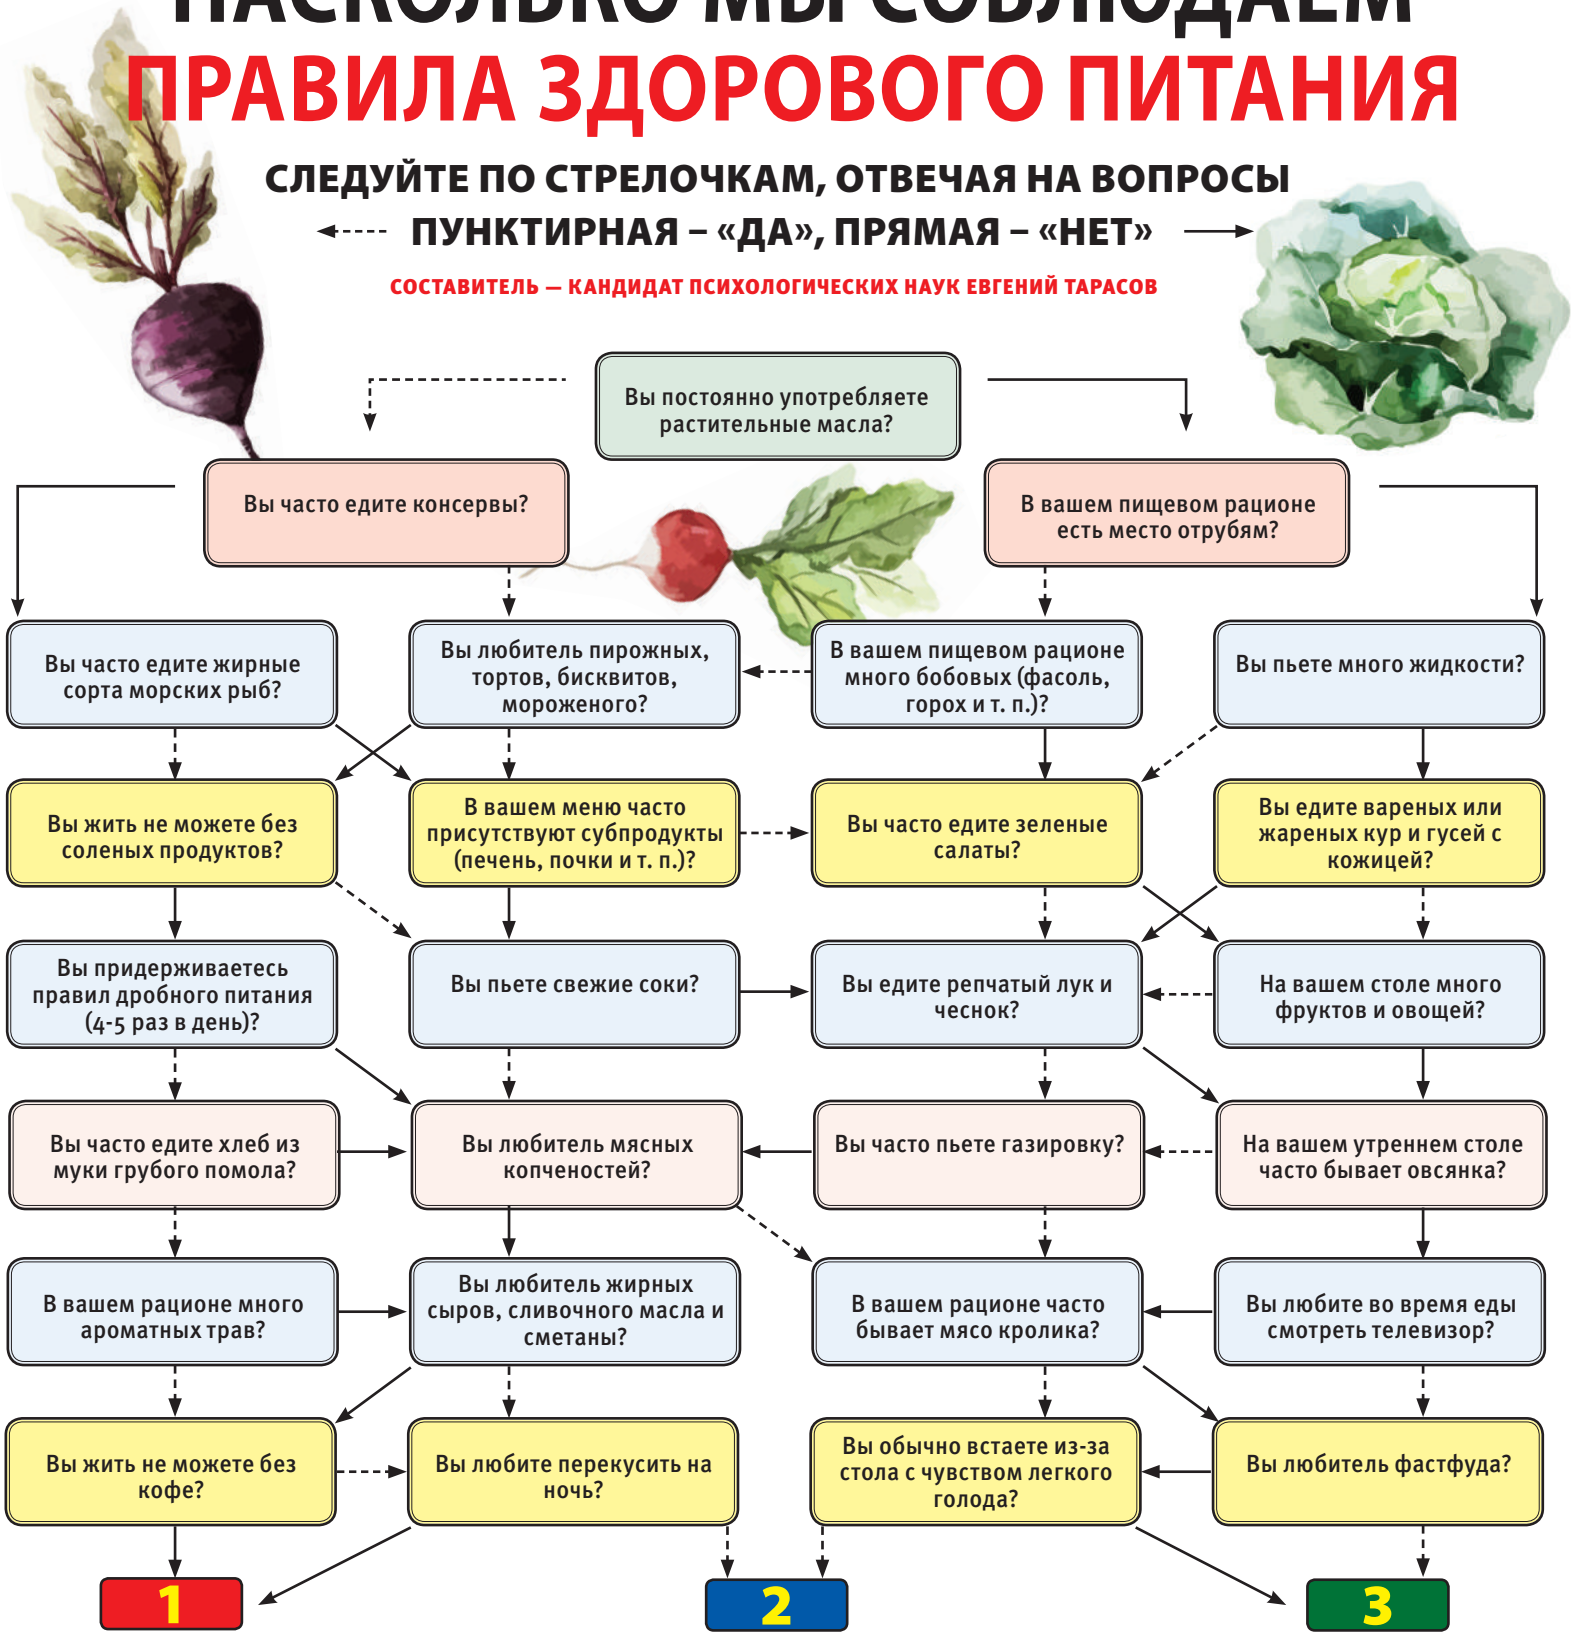 НАСКОЛЬКО МЫ СОБЛЮДАЕМ
ПРАВИЛА ЗДОРОВОГО ПИТАНИЯ
СЛЕДУЙТЕ ПО СТРЕЛОЧКАМ, ОТВЕЧАЯ НА ВОПРОСЫ
ПУНКТИРНАЯ – «ДА», ПРЯМАЯ – «НЕТ»
СОСТАВИТЕЛЬ — КАНДИДАТ ПСИХОЛОГИЧЕСКИХ НАУК ЕВГЕНИЙ ТАРАСОВ
Вы постоянно употребляете
растительные масла?
Вы часто едите консервы?
В вашем пищевом рационе
есть место отрубям?
Вы часто едите жирные
сорта морских рыб?
Вы любитель пирожных,
тортов, бисквитов,
мороженого?
В вашем пищевом рационе
много бобовых (фасоль,
горох и т. п.)?
Вы пьете много жидкости?
Вы жить не можете без
соленых продуктов?
В вашем меню часто
присутствуют субпродукты
(печень, почки и т. п.)?
Вы часто едите зеленые
салаты?
Вы едите вареных или
жареных кур и гусей с
кожицей?
Вы придерживаетесь
правил дробного питания
(4-5 раз в день)?
Вы пьете свежие соки?
Вы едите репчатый лук и
чеснок?
На вашем столе много
фруктов и овощей?
Вы часто едите хлеб из
муки грубого помола?
Вы любитель мясных
копченостей?
Вы часто пьете газировку?
На вашем утреннем столе
часто бывает овсянка?
В вашем рационе много
ароматных трав?
Вы любитель жирных
сыров, сливочного масла и
сметаны?
В вашем рационе часто
бывает мясо кролика?
Вы любите во время еды
смотреть телевизор?
Вы жить не можете без
кофе?
Вы любите перекусить на
ночь?
Вы обычно встаете из-за
стола с чувством легкого
голода?
Вы любитель фастфуда?
1
2
3